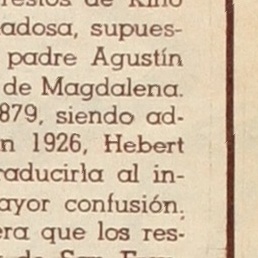 restos de Kino
adosa, supues-
padre Agustín
de Magdalena.
879, siendo ad-
n 1926, Hebert
raducirla al in-
ayor confusión.
era que los res-